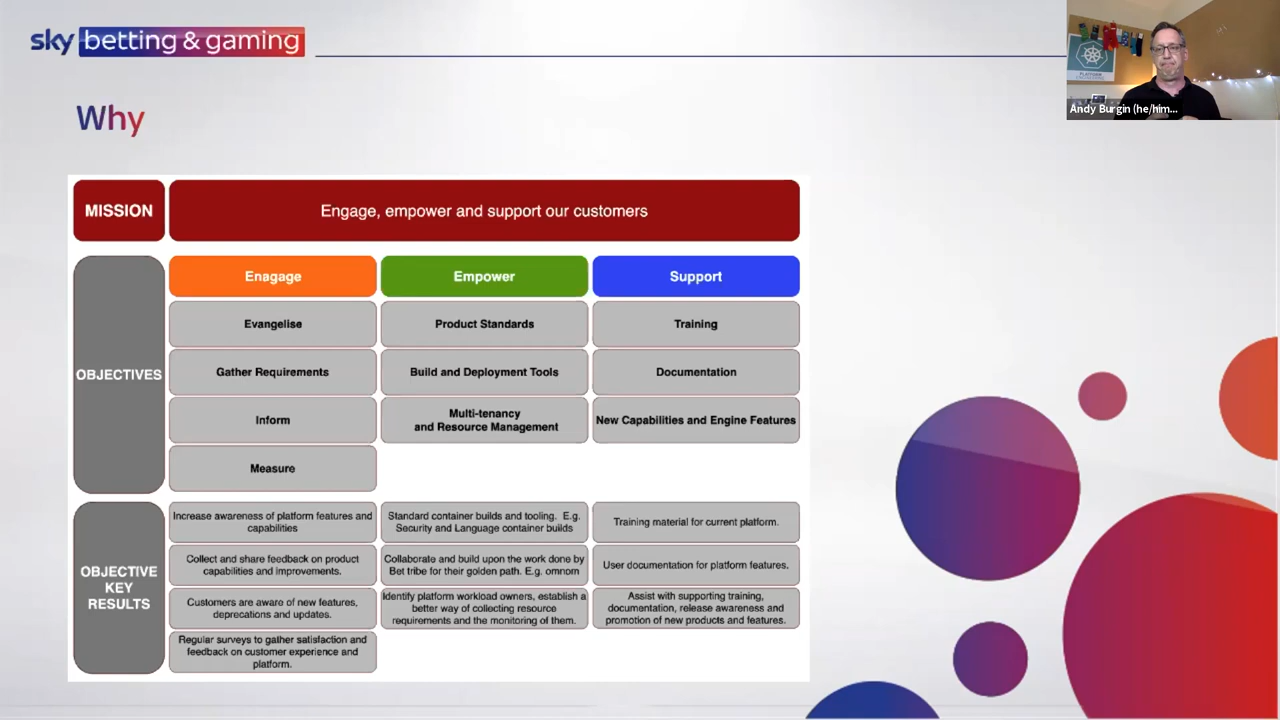 sky betting & gaming
PLATFORM
Andy Burgin (he/him...
Why
MISSION
Engage, empower and support our customers
OBJECTIVES
Enagage
Empower
Support
Evangelise
Product Standards
Training
Gather Requirements
Build and Deployment Tools
Documentation
Inform
Multi-tenancy
and Resource Management
New Capabilities and Engine Features
Measure
OBJECTIVE
KEY
RESULTS
Increase awareness of platform features and
capabilities
Standard container builds and tooling. E.g.
Security and Language container builds
Training material for current platform.
Collect and share feedback on product
capabilities and improvements.
Collaborate and build upon the work done by
Bet tribe for their golden path. E.g. omnom
User documentation for platform features.
Customers are aware of new features,
deprecations and updates.
Identify platform workload owners, establish a
better way of collecting resource
requirements and the monitoring of them.
Assist with supporting training,
documentation, release awareness and
promotion of new products and features.
Regular surveys to gather satisfaction and
feedback on customer experience and
platform.